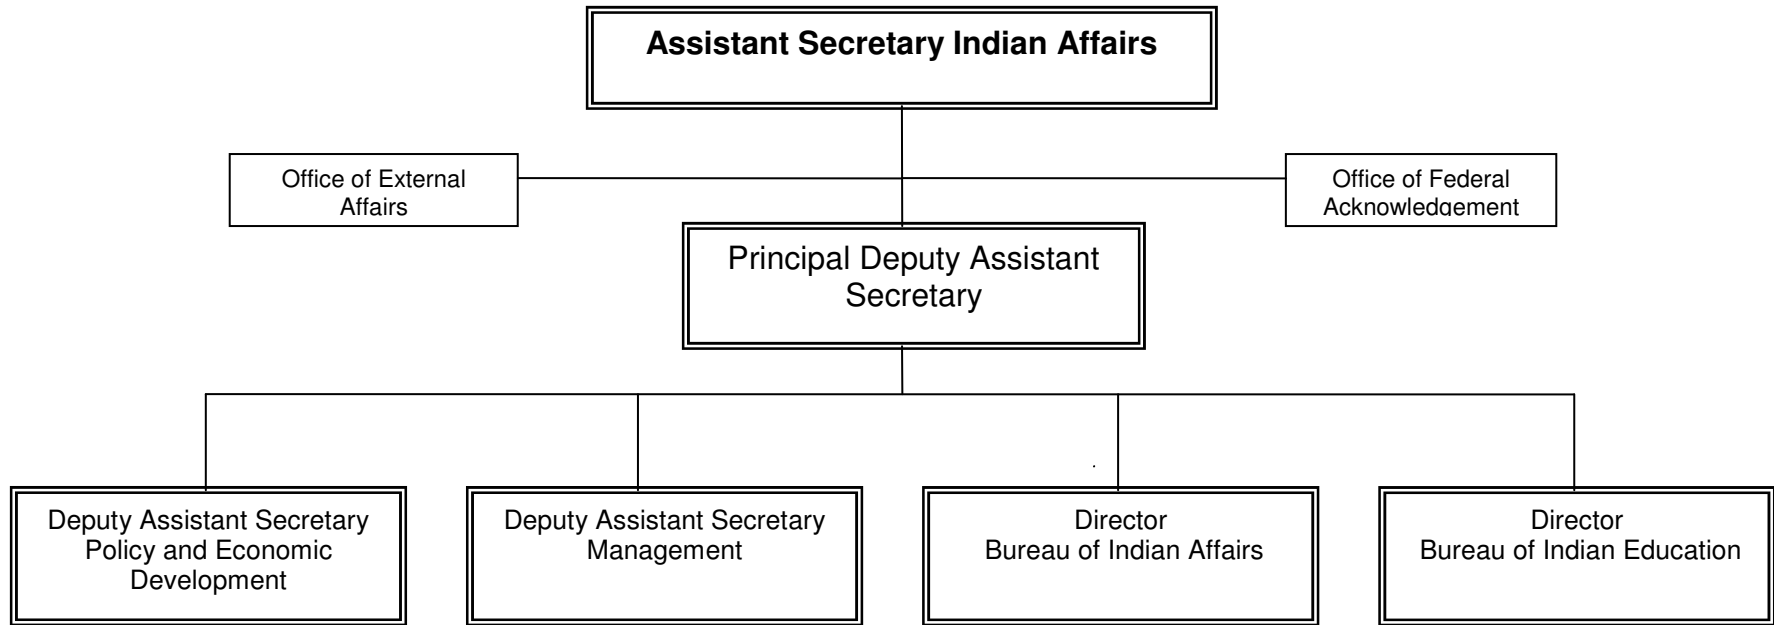 Assistant Secretary Indian Affairs
Office of External
Affairs
Office of Federal
Acknowledgement
Principal Deputy Assistant
Secretary
Deputy Assistant Secretary
Policy and Economic
Development
Deputy Assistant Secretary
Management
Director
Bureau of Indian Affairs
Director
Bureau of Indian Education